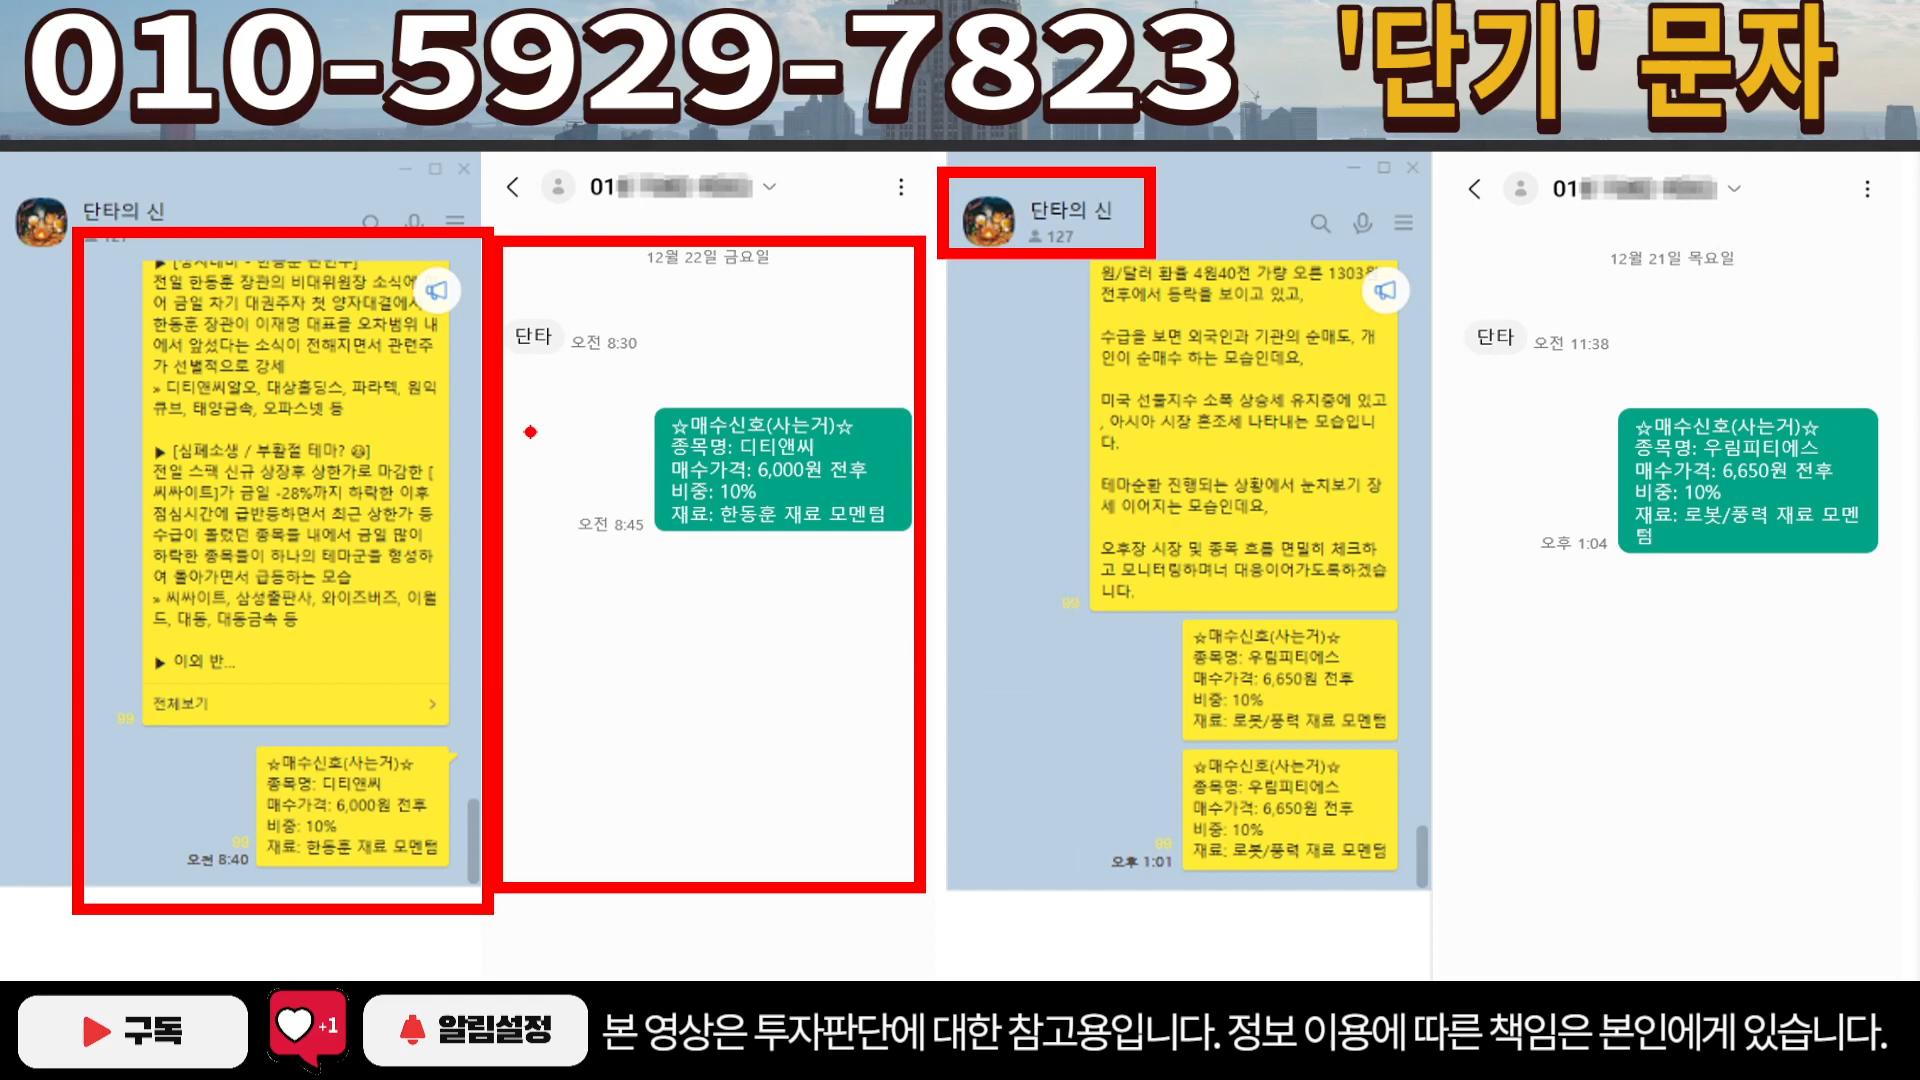 010-5929-7823 '단기' 문자
단타의 신
127
전일 한동훈 장관의 비대위원장 소식에
어 금일 차기 대권주자 첫 양자대결에서
한동훈 장관이 이재명 대표를 오차범위 내
에서 앞섰다는 소식이 전해지면서 관련주
가 선별적으로 강세
» 디티앤씨알오, 대상홀딩스, 파라텍, 원익
큐브, 태양금속, 오파스넷 등
▶ [심폐소생 / 부활절 테마? 😆]
전일 스팩 신규 상장후 상한가로 마감한 [
씨싸이트]가 금일 -28%까지 하락한 이후
점심시간에 급반등하면서 최근 상한가 등
수급이 몰렸던 종목들 내에서 금일 많이
하락한 종목들이 하나의 테마군을 형성하
여 돌아가면서 급등하는 모습
» 씨싸이트, 삼성출판사, 와이즈버즈, 이월
드, 대동, 대동금속 등
▶ 이외 반...
전체보기
99
☆매수신호(사는거)☆
종목명: 디티앤씨
매수가격: 6,000원 전후
비중: 10%
재료: 한동훈 재료 모멘텀
99
오전 8:40
01
12월 22일 금요일
단타
오전 8:30
☆매수신호(사는거)☆
종목명: 디티앤씨
매수가격: 6,000원 전후
비중: 10%
재료: 한동훈 재료 모멘텀
오전 8:45
단타의 신
127
원/달러 환율 4원40전 가량 오른 1303원
전후에서 등락을 보이고 있고,
수급을 보면 외국인과 기관의 순매도, 개
인이 순매수 하는 모습인데요,
미국 선물지수 소폭 상승세 유지중에 있고
, 아시아 시장 혼조세 나타내는 모습입니
다.
테마순환 진행되는 상황에서 눈치보기 장
세 이어지는 모습인데요,
오후장 시장 및 종목 흐름 면밀히 체크하
고 모니터링하며너 대응이어가도록하겠습
니다.
99
☆매수신호(사는거)☆
종목명: 우림피티에스
매수가격: 6,650원 전후
비중: 10%
재료: 로봇/풍력 재료 모멘텀
☆매수신호(사는거)☆
종목명: 우림피티에스
매수가격: 6,650원 전후
비중: 10%
재료: 로봇/풍력 재료 모멘텀
99
오후 1:01
01
12월 21일 목요일
단타
오전 11:38
☆매수신호(사는거)☆
종목명: 우림피티에스
매수가격: 6,650원 전후
비중: 10%
재료: 로봇/풍력 재료 모멘
텀
오후 1:04
구독
+1
알림설정
본 영상은 투자판단에 대한 참고용입니다. 정보 이용에 따른 책임은 본인에게 있습니다.